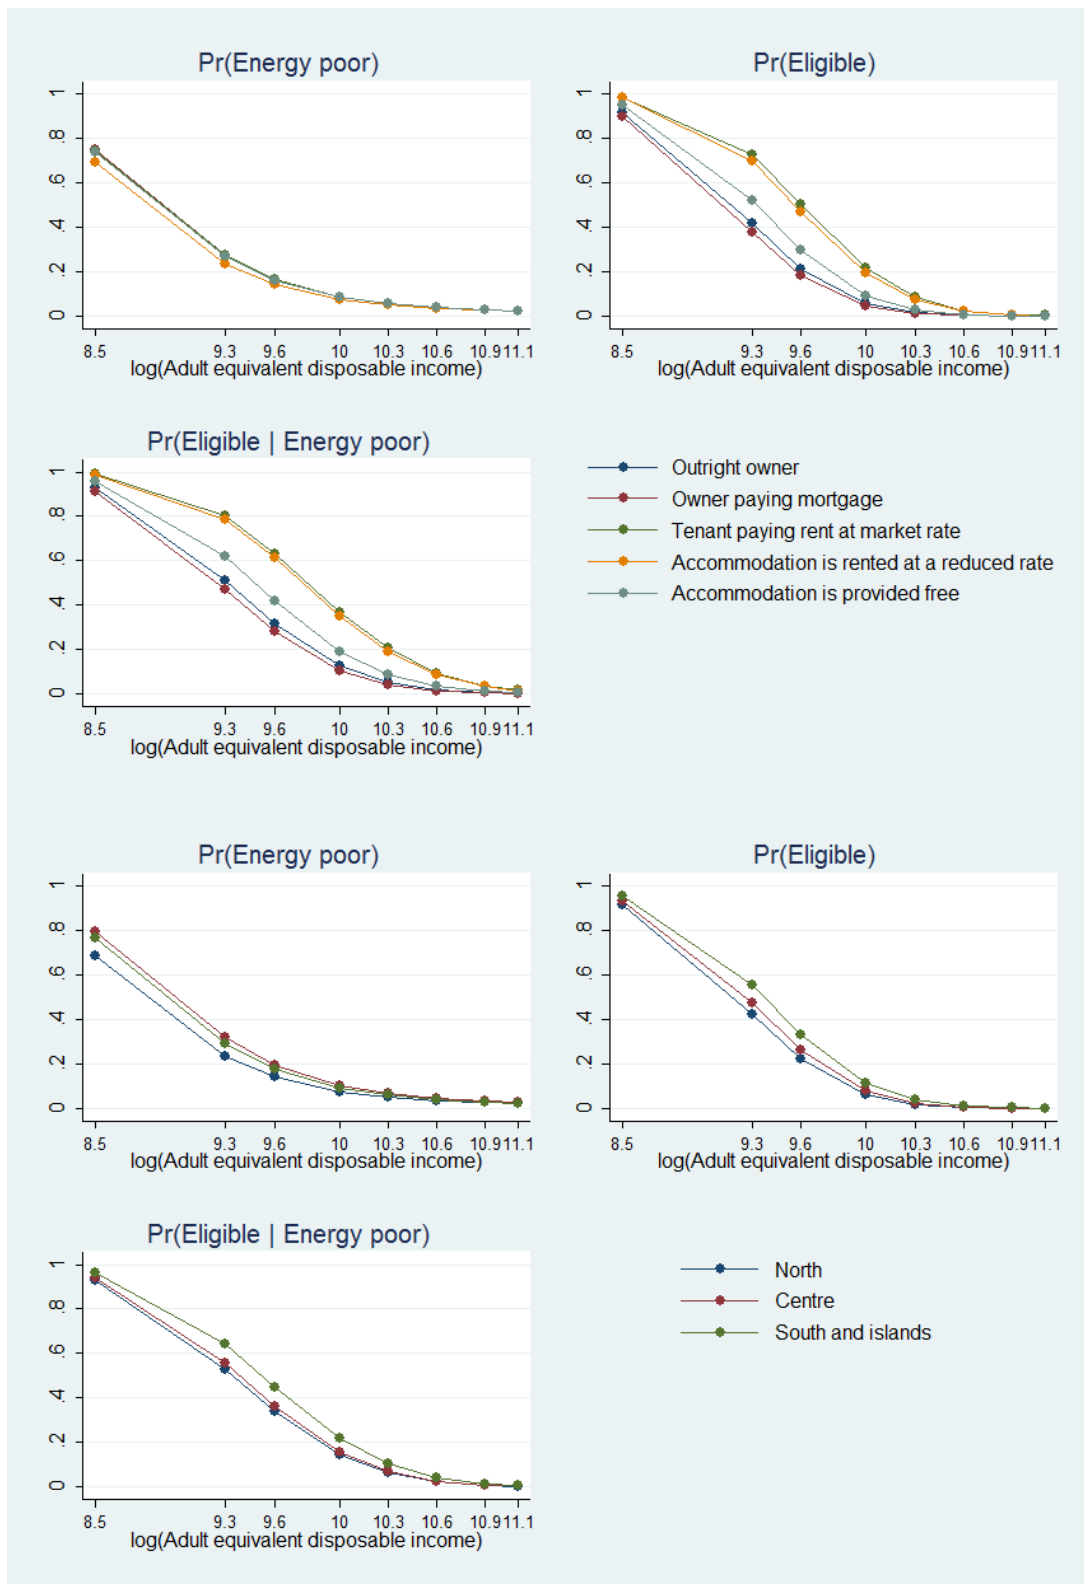 Pr(Energy poor)
1
.8
.6
.4
.2
0
8.5 9.3 9.6 10 10.3 10.6 10.9 11.1
log(Adult equivalent disposable income)
Pr(Eligible)
1
.8
.6
.4
.2
0
8.5 9.3 9.6 10 10.3 10.6 10.9 11.1
log(Adult equivalent disposable income)
Pr(Eligible | Energy poor)
1
.8
.6
.4
.2
0
8.5 9.3 9.6 10 10.3 10.6 10.9 11.1
log(Adult equivalent disposable income)
Outright owner
Owner paying mortgage
Tenant paying rent at market rate
Accommodation is rented at a reduced rate
Accommodation is provided free
Pr(Energy poor)
1
.8
.6
.4
.2
0
8.5 9.3 9.6 10 10.3 10.6 10.9 11.1
log(Adult equivalent disposable income)
Pr(Eligible)
1
.8
.6
.4
.2
0
8.5 9.3 9.6 10 10.3 10.6 10.9 11.1
log(Adult equivalent disposable income)
Pr(Eligible | Energy poor)
1
.8
.6
.4
.2
0
8.5 9.3 9.6 10 10.3 10.6 10.9 11.1
log(Adult equivalent disposable income)
North
Centre
South and islands